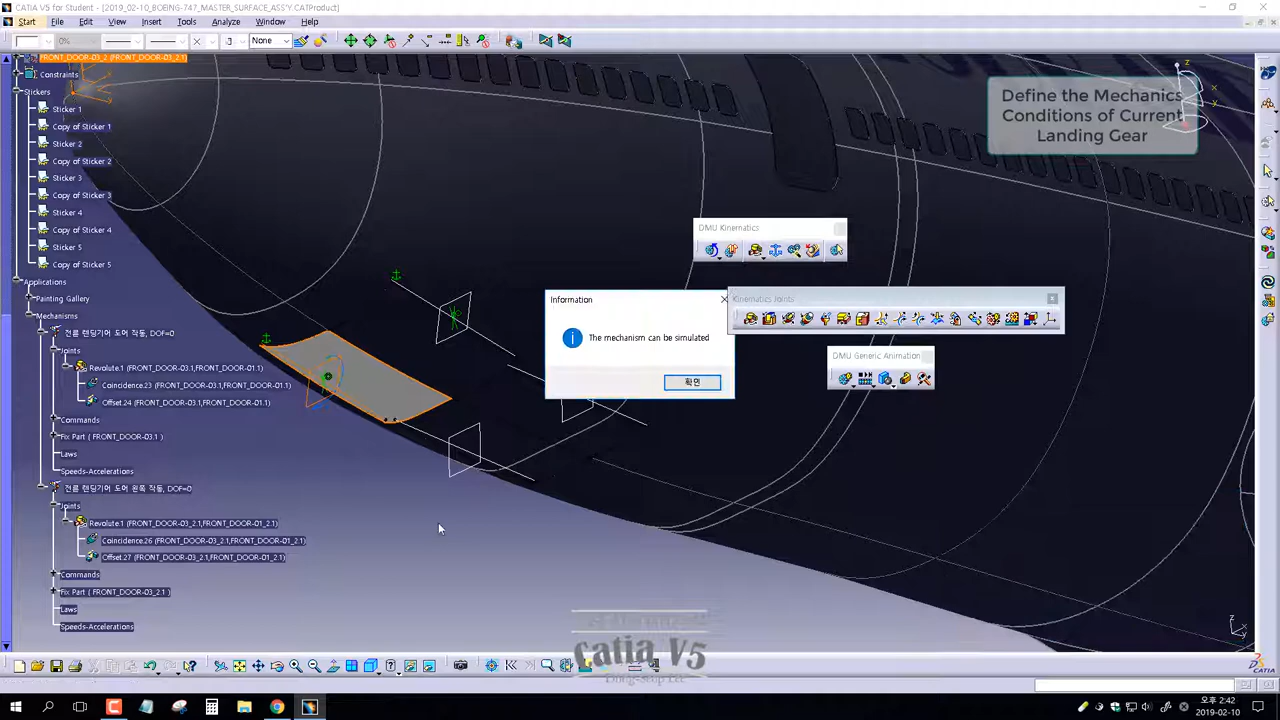 CATIA V5 for Student - [2019_02-10_BOEING-747_MASTER_SURFACE_ASS'Y.CATProduct]
Start
Edit
View
Insert
Tools
Analyze
Window
Help
0%
None
FRONT_DOOR-03_2 (FRONT_DOOR-03_2.1)
Constraints
Stickers
Sticker 1
Copy of Sticker 1
Sticker 2
Copy of Sticker 2
Sticker 3
Copy of Sticker 3
Sticker 4
Copy of Sticker 4
Sticker 5
Copy of Sticker 5
Applications
Painting Gallery
Mechanisms
전륜 렌딩기어 도어 작동, DOF=0
Joints
Revolute.1 (FRONT_DOOR-03.1,FRONT_DOOR-01.1)
Coincidence.23 (FRONT_DOOR-03.1,FRONT_DOOR-03.1)
Offset.24 (FRONT_DOOR-03.1,FRONT_DOOR-01.1)
Commands
Fix Part ( FRONT_DOOR-03.1 )
Laws
Speeds-Accelerations
전륜 렌딩기어 도어 왼쪽 작동, DOF=0
Joints
Revolute.1 (FRONT_DOOR-03_2.1,FRONT_DOOR-01_2.1)
Coincidence.26 (FRONT_DOOR-03_2.1,FRONT_DOOR-01_2.1)
Offset.27 (FRONT_DOOR-03_2.1,FRONT_DOOR-01_2.1)
Commands
Fix Part ( FRONT_DOOR-03_2.1 )
Laws
Speeds-Accelerations
Define the Mechanics
Conditions of Current
Landing Gear
z
x
y
DMU Kinematics
Information
The mechanism can be simulated
확인
Kinematics Joints
DMU Generic Animation
Catia V5
CATIA
오후 2:42
2019-02-10